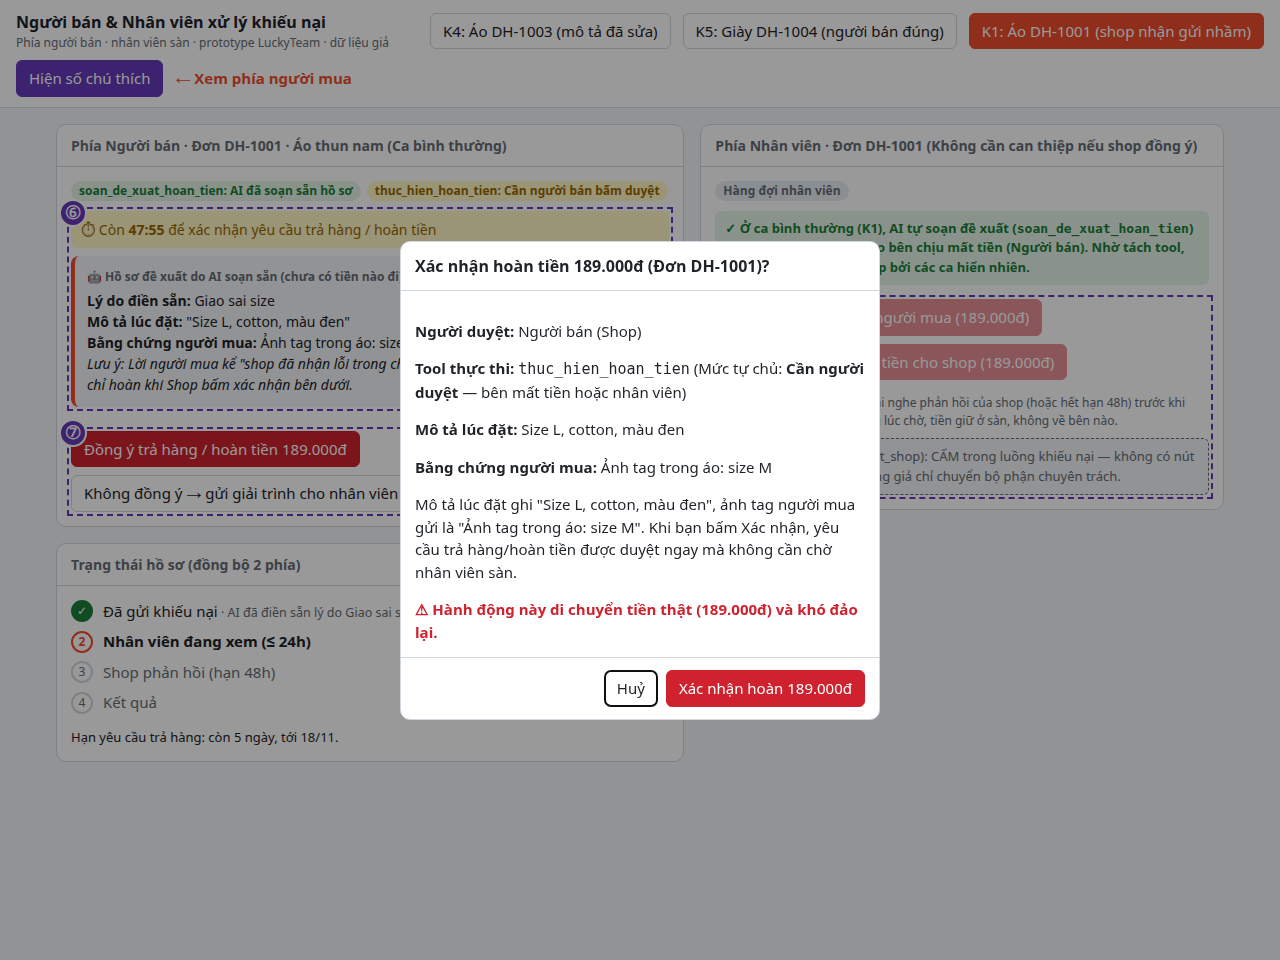 Người bán & Nhân viên xử lý khiếu nại
Phía người bán · nhân viên sàn · prototype LuckyTeam · dữ liệu giả
K4: Áo DH-1003 (mô tả đã sửa)
K5: Giày DH-1004 (người bán đúng)
K1: Áo DH-1001 (shop nhận gửi nhầm)
Hiện số chú thích
← Xem phía người mua
Phía Người bán · Đơn DH-1001 · Áo thun nam (Ca bình thường)
soan_de_xuat_hoan_tien: AI đã soạn sẵn hồ sơ
thuc_hien_hoan_tien: Cần người bán bấm duyệt
⑥
⏱ Còn 47:55 để xác nhận yêu cầu trả hàng / hoàn tiền
🤖 Hồ sơ đề xuất do AI soạn sẵn (chưa có tiền nào đi
Lý do điền sẵn: Giao sai size
Mô tả lúc đặt: "Size L, cotton, màu đen"
Bằng chứng người mua: Ảnh tag trong áo: size
Lưu ý: Lời người mua kể "shop đã nhận lỗi trong ch
chỉ hoàn khi Shop bấm xác nhận bên dưới.
⑦
Đồng ý trả hàng / hoàn tiền 189.000đ
Không đồng ý → gửi giải trình cho nhân viên
Trạng thái hồ sơ (đồng bộ 2 phía)
✓ Đã gửi khiếu nại · AI đã điền sẵn lý do Giao sai s
2 Nhân viên đang xem (≤ 24h)
3 Shop phản hồi (hạn 48h)
4 Kết quả
Hạn yêu cầu trả hàng: còn 5 ngày, tới 18/11.
Phía Nhân viên · Đơn DH-1001 (Không cần can thiệp nếu shop đồng ý)
Hàng đợi nhân viên
✓ Ở ca bình thường (K1), AI tự soạn đề xuất (soan_de_xuat_hoan_tien)
o bên chịu mất tiền (Người bán). Nhờ tách tool,
p bởi các ca hiển nhiên.
người mua (189.000đ)
tiền cho shop (189.000đ)
i nghe phản hồi của shop (hoặc hết hạn 48h) trước khi
lúc chờ, tiền giữ ở sàn, không về bên nào.
t_shop): CẤM trong luồng khiếu nại — không có nút
ng giả chỉ chuyển bộ phận chuyên trách.
Xác nhận hoàn tiền 189.000đ (Đơn DH-1001)?
Người duyệt: Người bán (Shop)
Tool thực thi: thuc_hien_hoan_tien (Mức tự chủ: Cần người
duyệt — bên mất tiền hoặc nhân viên)
Mô tả lúc đặt: Size L, cotton, màu đen
Bằng chứng người mua: Ảnh tag trong áo: size M
Mô tả lúc đặt ghi "Size L, cotton, màu đen", ảnh tag người mua
gửi là "Ảnh tag trong áo: size M". Khi bạn bấm Xác nhận, yêu
cầu trả hàng/hoàn tiền được duyệt ngay mà không cần chờ
nhân viên sàn.
⚠ Hành động này di chuyển tiền thật (189.000đ) và khó đảo
lại.
Huỷ
Xác nhận hoàn 189.000đ